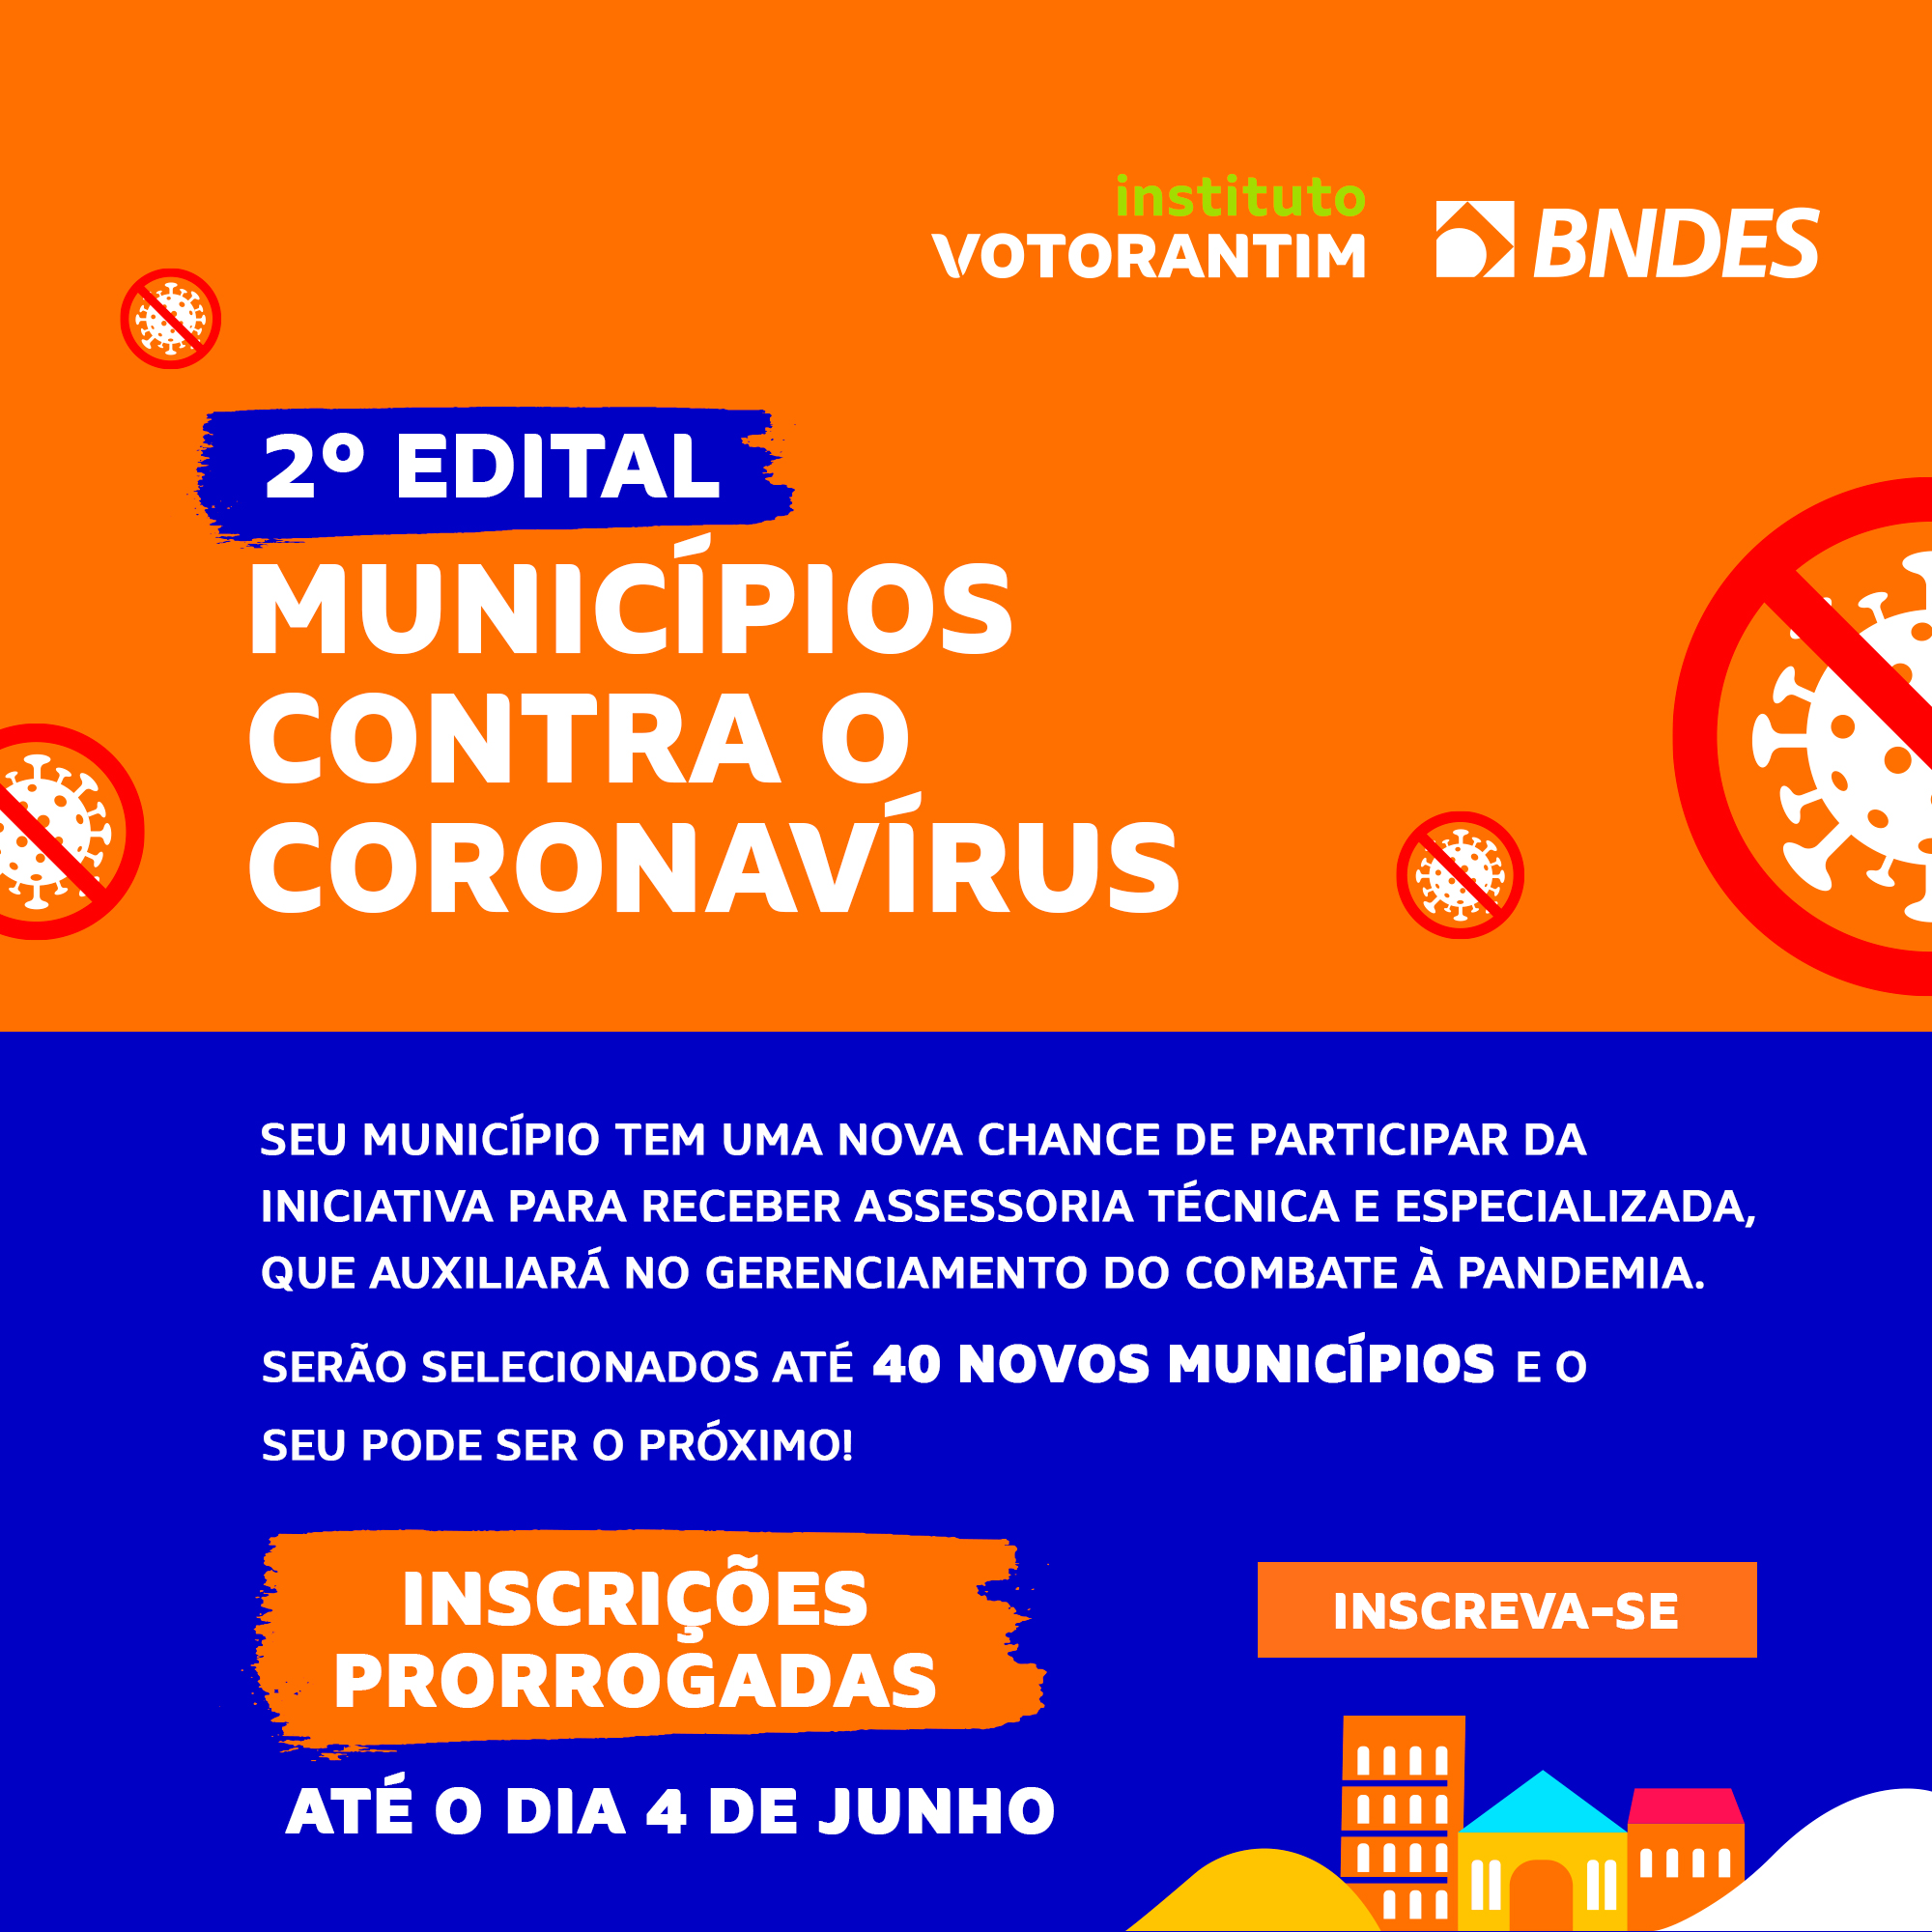 instituto
VOTORANTIM
BNDES
2º EDITAL
MUNICÍPIOS
CONTRA O
CORONAVÍRUS
SEU MUNICÍPIO TEM UMA NOVA CHANCE DE PARTICIPAR DA
INICIATIVA PARA RECEBER ASSESSORIA TÉCNICA E ESPECIALIZADA,
QUE AUXILIARÁ NO GERENCIAMENTO DO COMBATE À PANDEMIA.
SERÃO SELECIONADOS ATÉ 40 NOVOS MUNICÍPIOS E O
SEU PODE SER O PRÓXIMO!
INSCRIÇÕES
PRORROGADAS
ATÉ O DIA 4 DE JUNHO
INSCREVA-SE